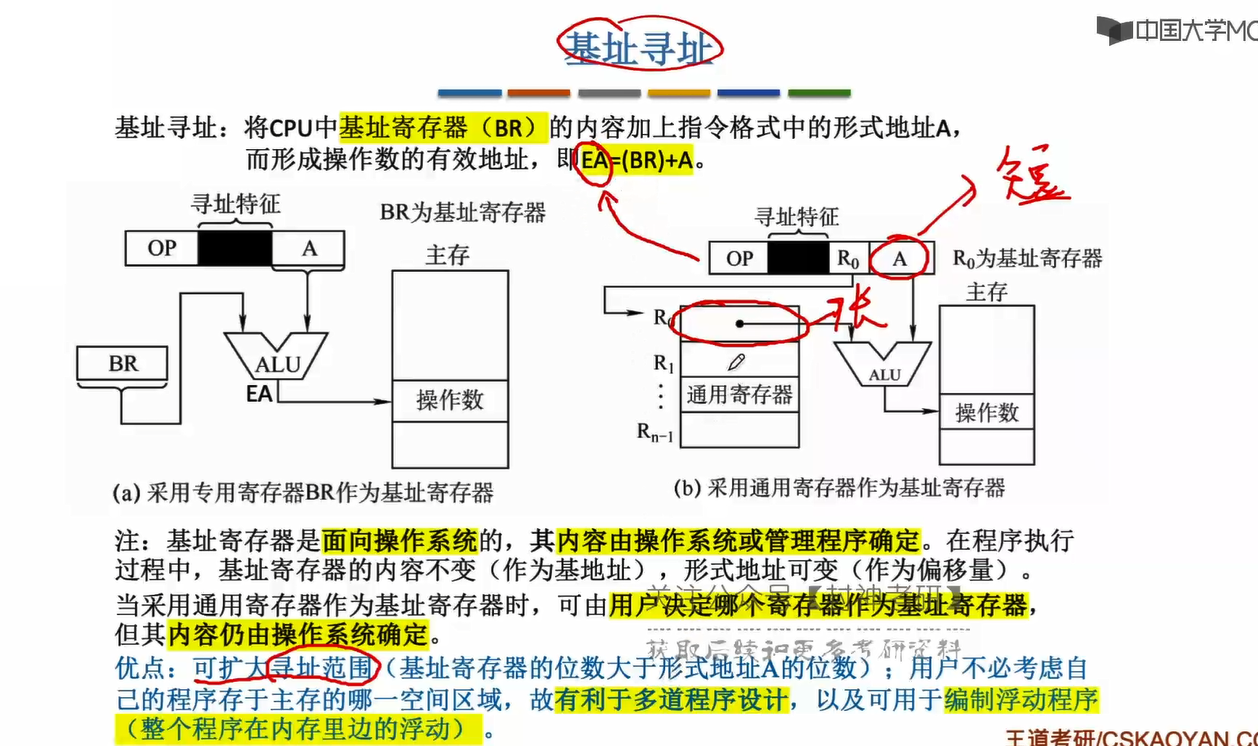 基址寻址
中国大学MO
基址寻址：将CPU中基址寄存器（BR）的内容加上指令格式中的形式地址A，
而形成操作数的有效地址，即EA=(BR)+A。
短
寻址特征
BR为基址寄存器
OP
A
主存
BR
ALU
EA
操作数
(a) 采用专用寄存器BR作为基址寄存器
寻址特征
OP
R0
A
R0为基址寄存器
主存
长
R0
R1
⋮
Rn−1
通用寄存器
ALU
操作数
(b) 采用通用寄存器作为基址寄存器
注：基址寄存器是面向操作系统的，其内容由操作系统或管理程序确定。在程序执行
过程中，基址寄存器的内容不变（作为基地址），形式地址可变（作为偏移量）。
关注公众号【封神考研】
当采用通用寄存器作为基址寄存器时，可由用户决定哪个寄存器作为基址寄存器，
但其内容仍由操作系统确定。
获取后续和更多考研资料
优点：可扩大寻址范围（基址寄存器的位数大于形式地址A的位数）；用户不必考虑自
己的程序存于主存的哪一空间区域，故有利于多道程序设计，以及可用于编制浮动程序
（整个程序在内存里边的浮动）。
王道考研/CSKAOYAN.CO